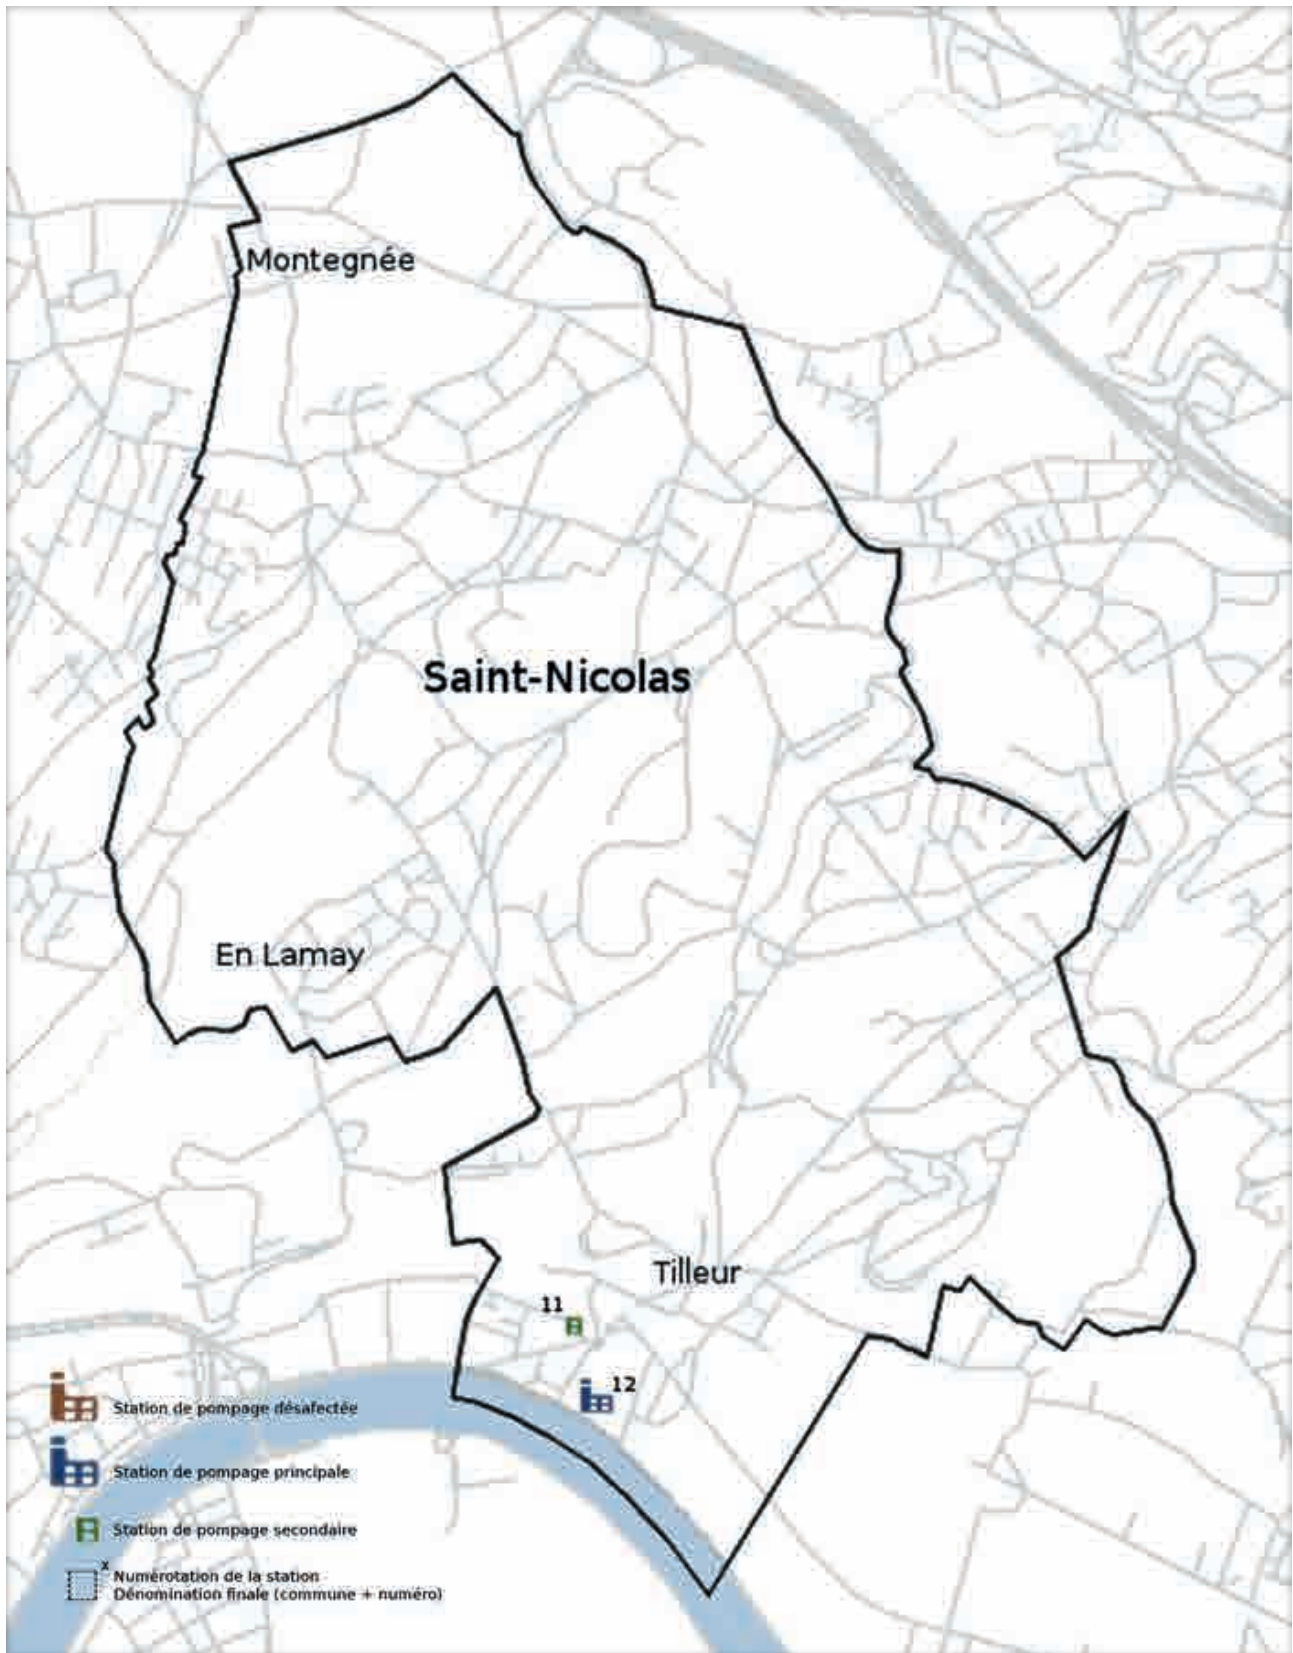 Montegnée
Saint-Nicolas
En Lamay
Tilleur
11
12
Station de pompage désafectée
Station de pompage principale
Station de pompage secondaire
x
Numérotation de la station
Dénomination finale (commune + numéro)